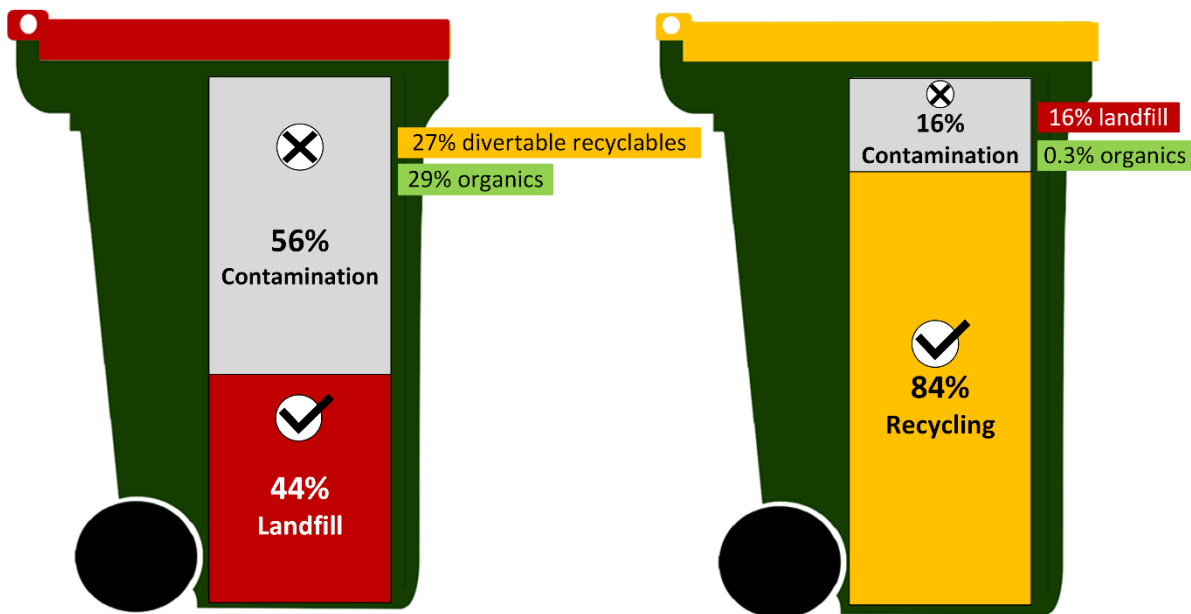 56%
Contamination
44%
Landfill
27% divertable recyclables
29% organics
16%
Contamination
84%
Recycling
16% landfill
0.3% organics